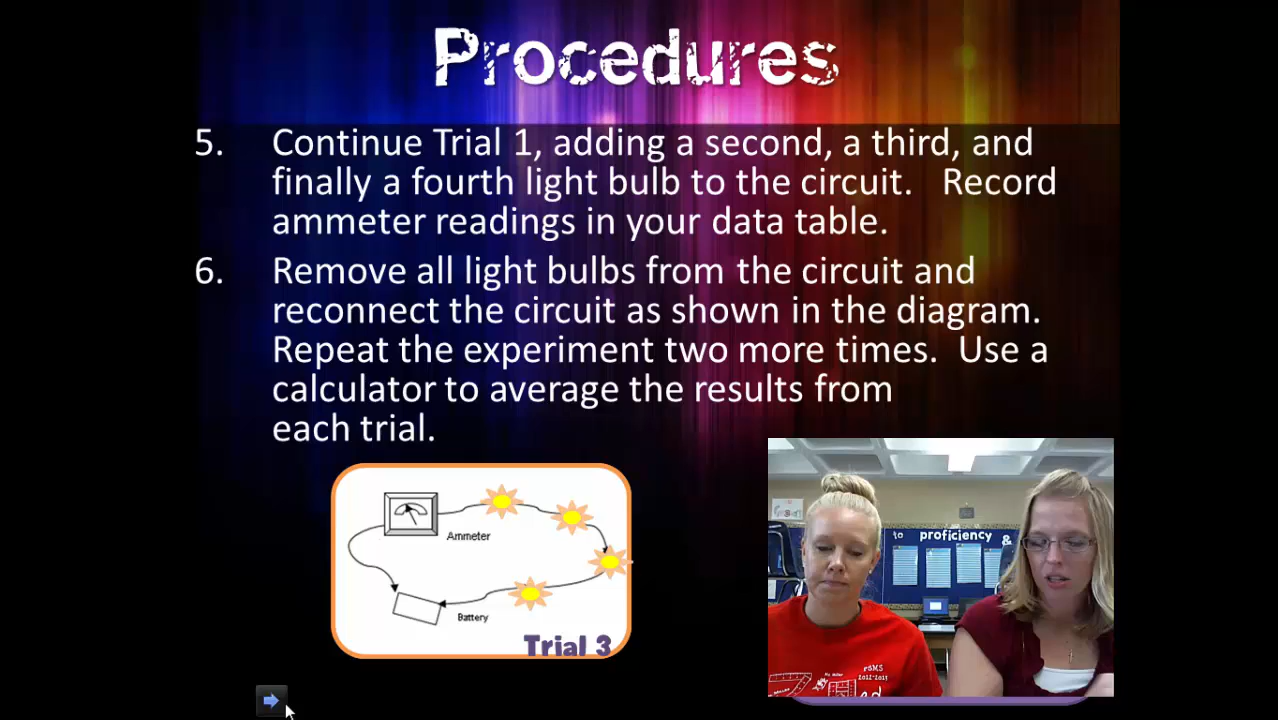 Procedures
5. Continue Trial 1, adding a second, a third, and
finally a fourth light bulb to the circuit. Record
ammeter readings in your data table.
6. Remove all light bulbs from the circuit and
reconnect the circuit as shown in the diagram.
Repeat the experiment two more times. Use a
calculator to average the results from
each trial.
Ammeter
Battery
Trial 3
to proficiency &